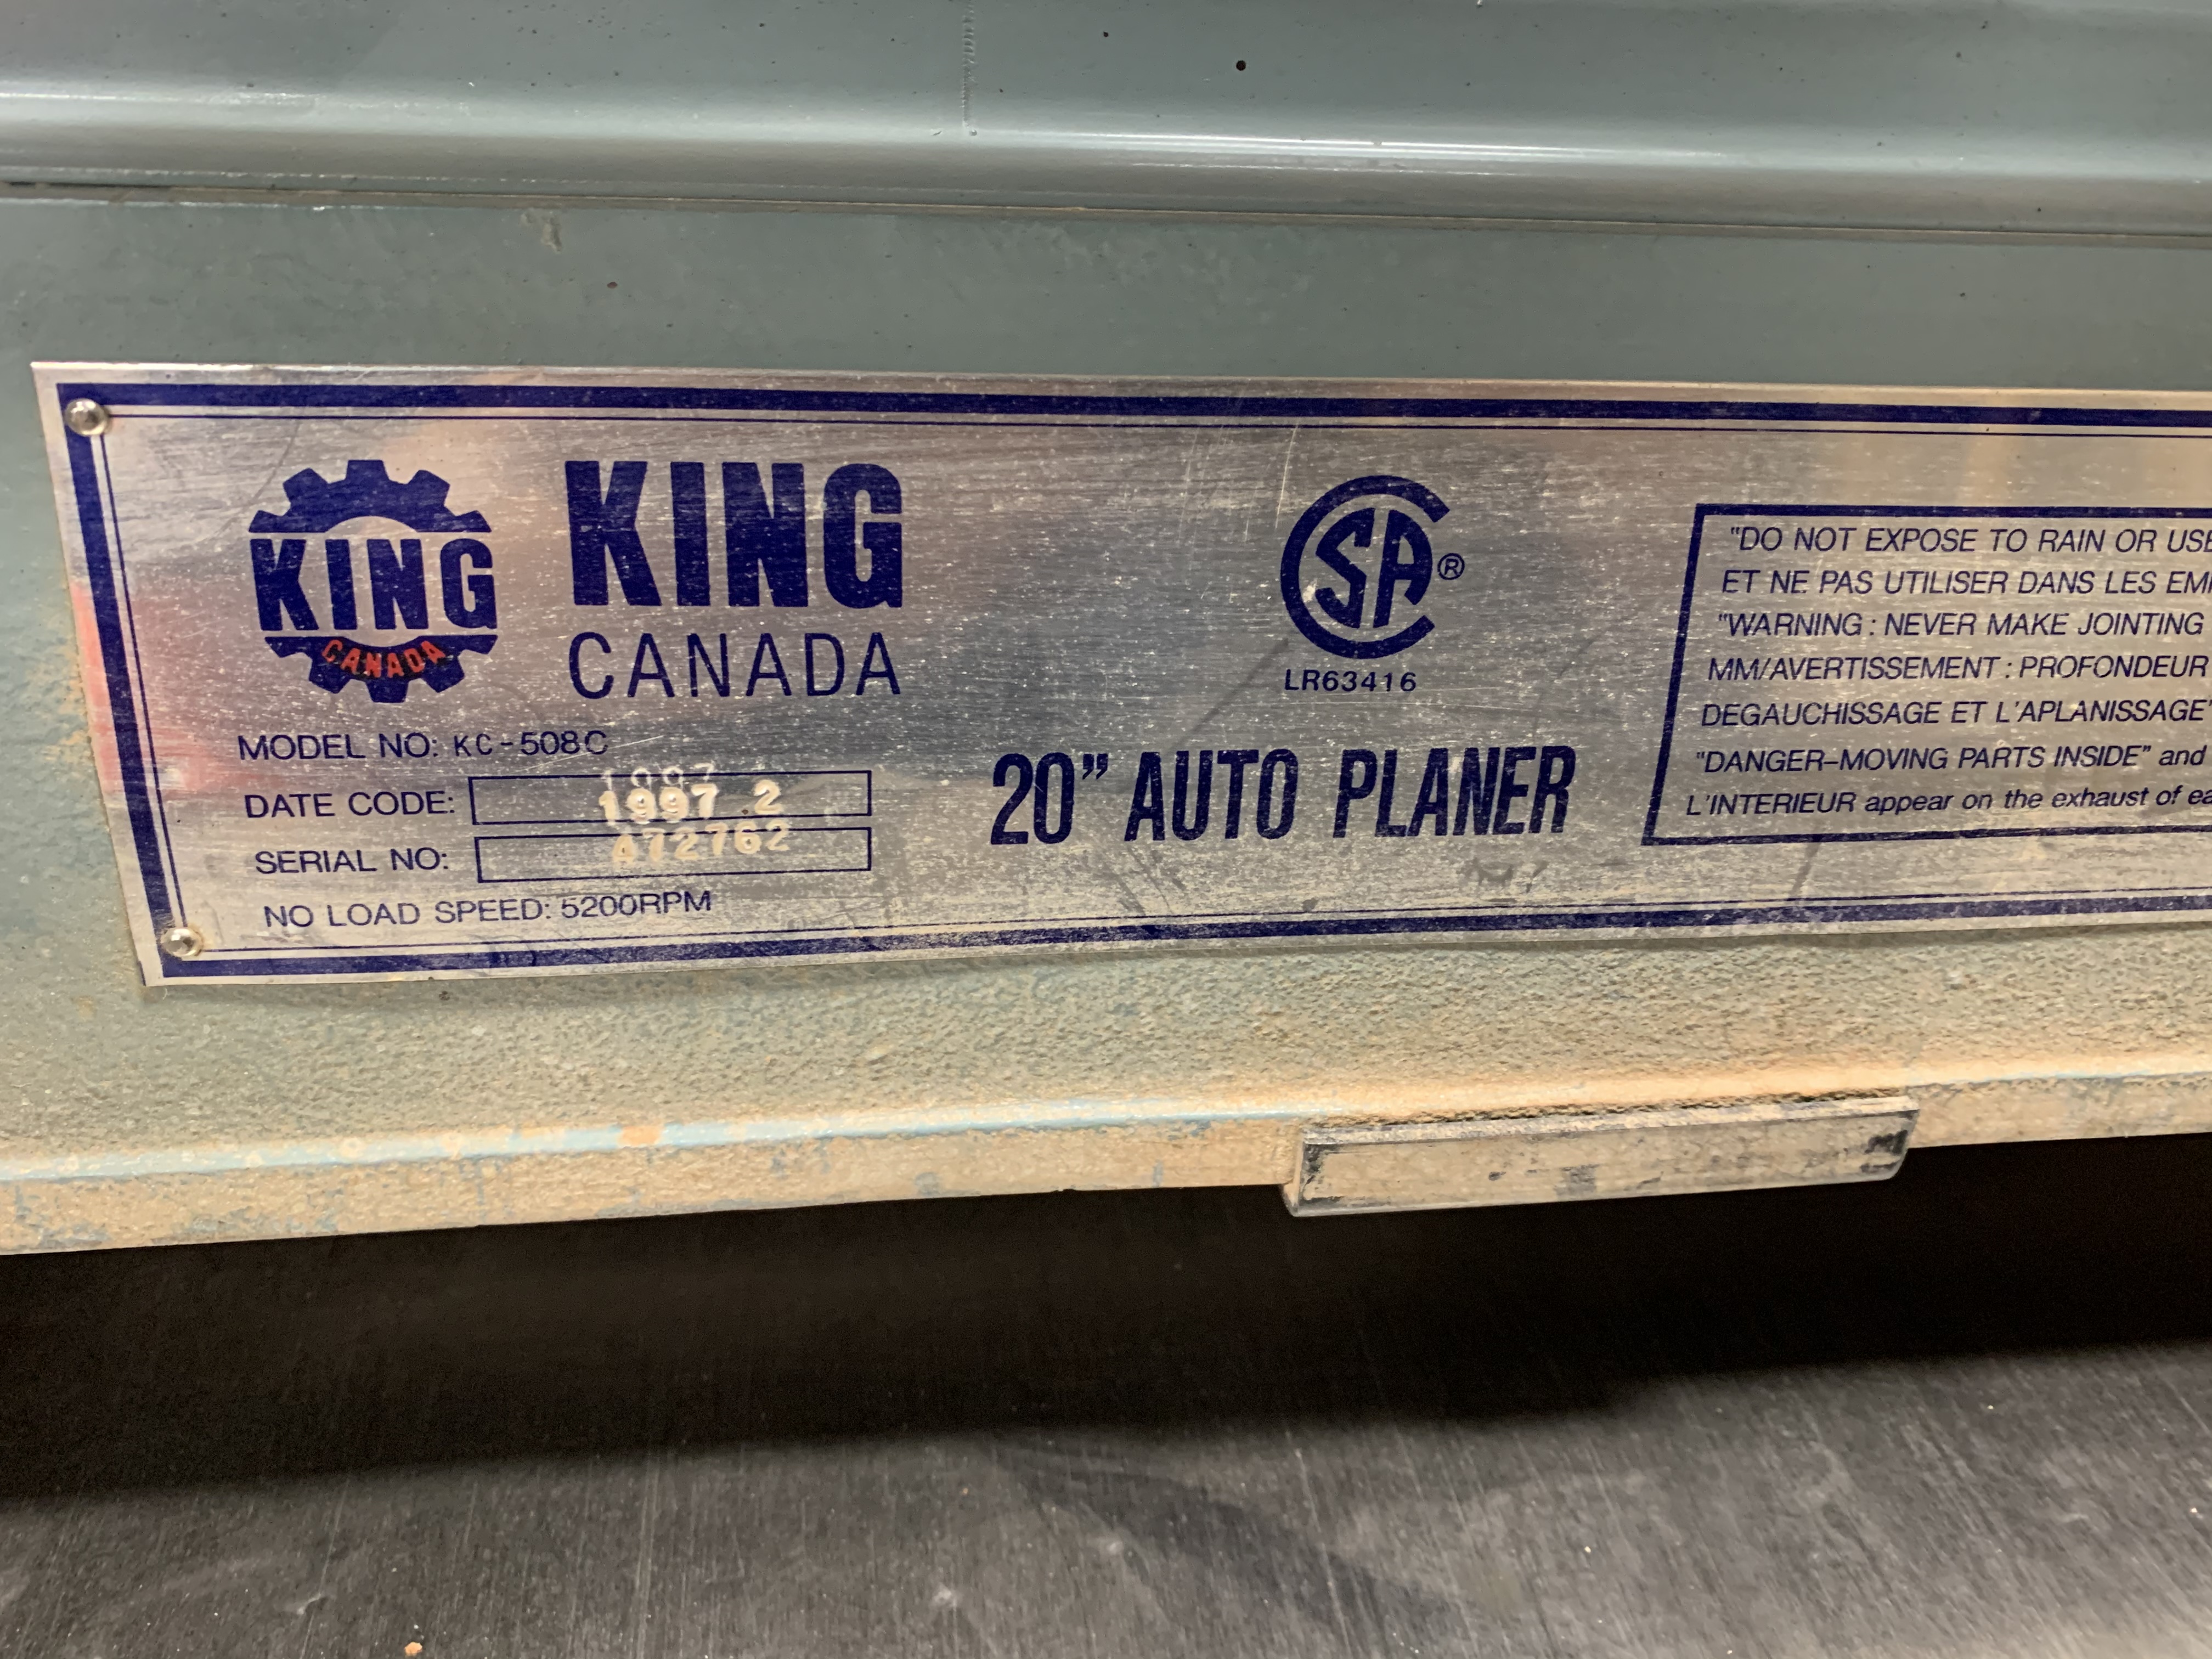 KING
CANADA
KING
CANADA
CSA®
LR63416
MODEL NO: KC-508C
DATE CODE: 1997.2
SERIAL NO: 472762
NO LOAD SPEED: 5200RPM
20” AUTO PLANER
"DO NOT EXPOSE TO RAIN OR USE
ET NE PAS UTILISER DANS LES
"WARNING : NEVER MAKE JOINTING
MM/AVERTISSEMENT : PROFONDEUR
DEGAUCHISSAGE ET L'APLANISSAGE"
"DANGER–MOVING PARTS INSIDE" and
L'INTERIEUR appear on the exhaust of